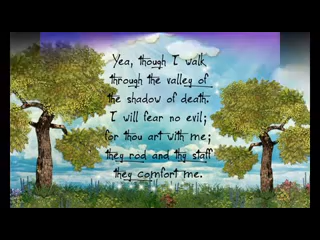 Yea, though I walk
through the valley of
the shadow of death.
I will fear no evil;
for thou art with me;
they rod and thy staff
they comfort me.